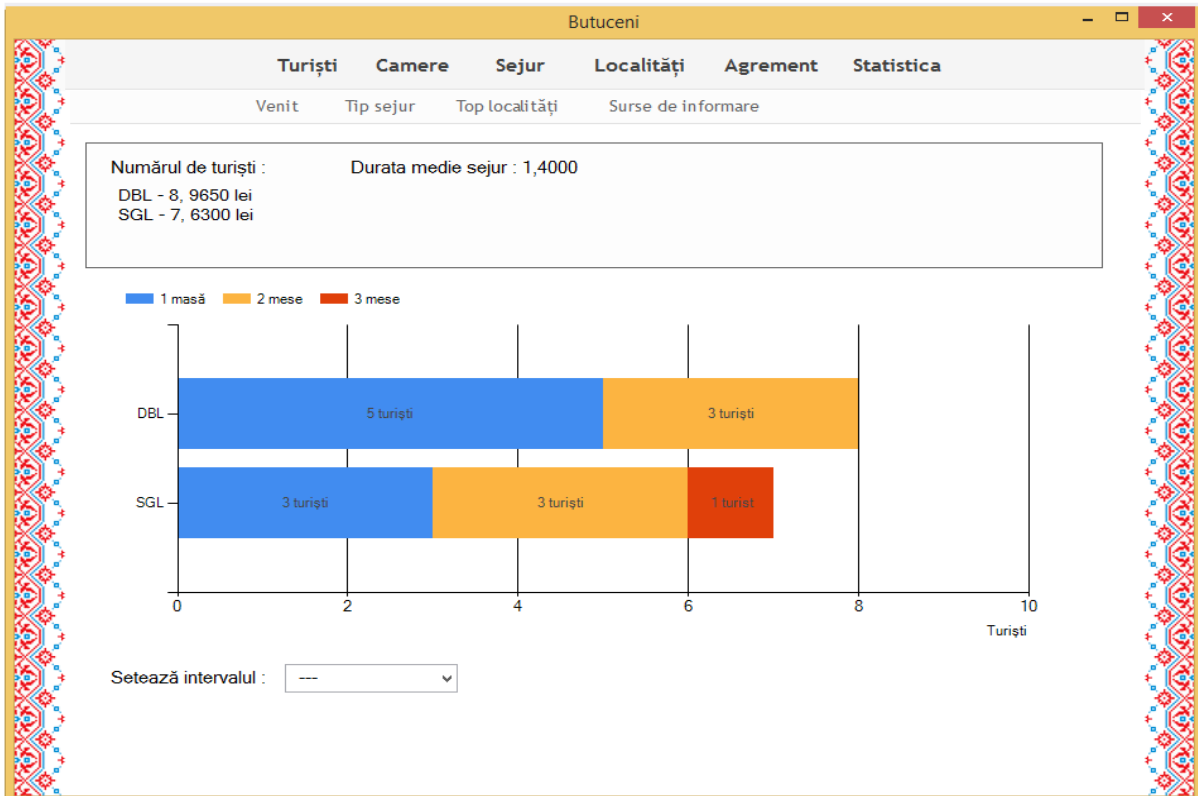 Butuceni
Turiști Camere Sejur Localități Agrement Statistica
Venit Tip sejur Top localități Surse de informare
Numărul de turiști : Durata medie sejur : 1,4000
DBL - 8, 9650 lei
SGL - 7, 6300 lei
1 masă 2 mese 3 mese
DBL 5 turiști 3 turiști
SGL 3 turiști 3 turiști 1 turist
0 2 4 6 8 10
Turiști
Setează intervalul : ---